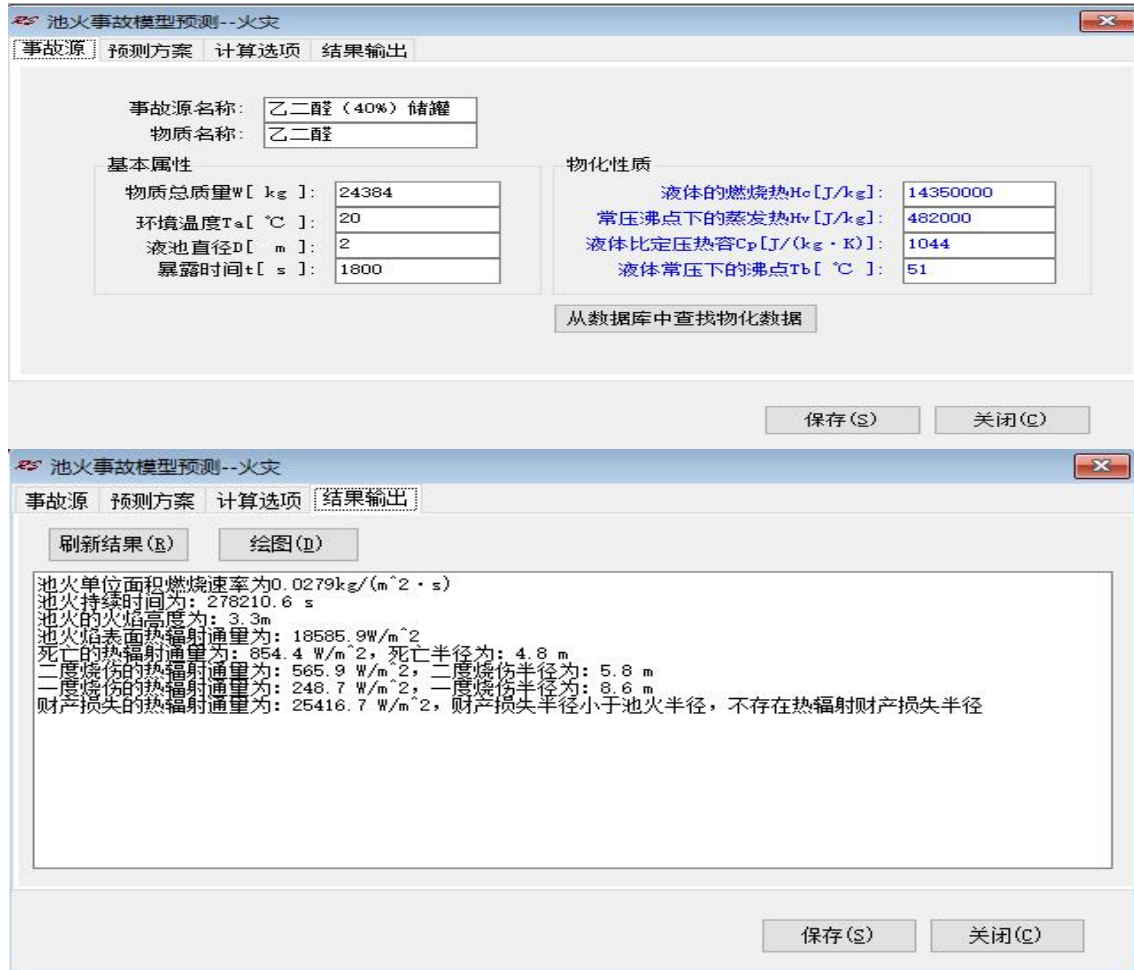 RS 池火事故模型预测--火灾
事故源 预测方案 计算选项 结果输出
事故源名称: 乙二醛（40%）储罐
物质名称: 乙二醛
基本属性
物质总质量W[ kg ]: 24384
环境温度Ta[ ℃ ]: 20
液池直径D[ m ]: 2
暴露时间t[ s ]: 1800
物化性质
液体的燃烧热Hc[J/kg]: 14350000
常压沸点下的蒸发热Hv[J/kg]: 482000
液体比定压热容Cp[J/(kg·K)]: 1044
液体常压下的沸点Tb[ ℃ ]: 51
从数据库中查找物化数据
保存(S) 关闭(C)
RS 池火事故模型预测--火灾
事故源 预测方案 计算选项 结果输出
刷新结果(R) 绘图(D)
池火单位面积燃烧速率为0.0279kg/(m^2·s)
池火持续时间为: 278210.6 s
池火的火焰高度为: 3.3m
池火焰表面热辐射通量为: 18585.9W/m^2
死亡的热辐射通量为: 854.4 W/m^2, 死亡半径为: 4.8 m
二度烧伤的热辐射通量为: 565.9 W/m^2, 二度烧伤半径为: 5.8 m
一度烧伤的热辐射通量为: 248.7 W/m^2, 一度烧伤半径为: 8.6 m
财产损失的热辐射通量为: 25416.7 W/m^2, 财产损失半径小于池火半径，不存在热辐射财产损失半径
保存(S) 关闭(C)